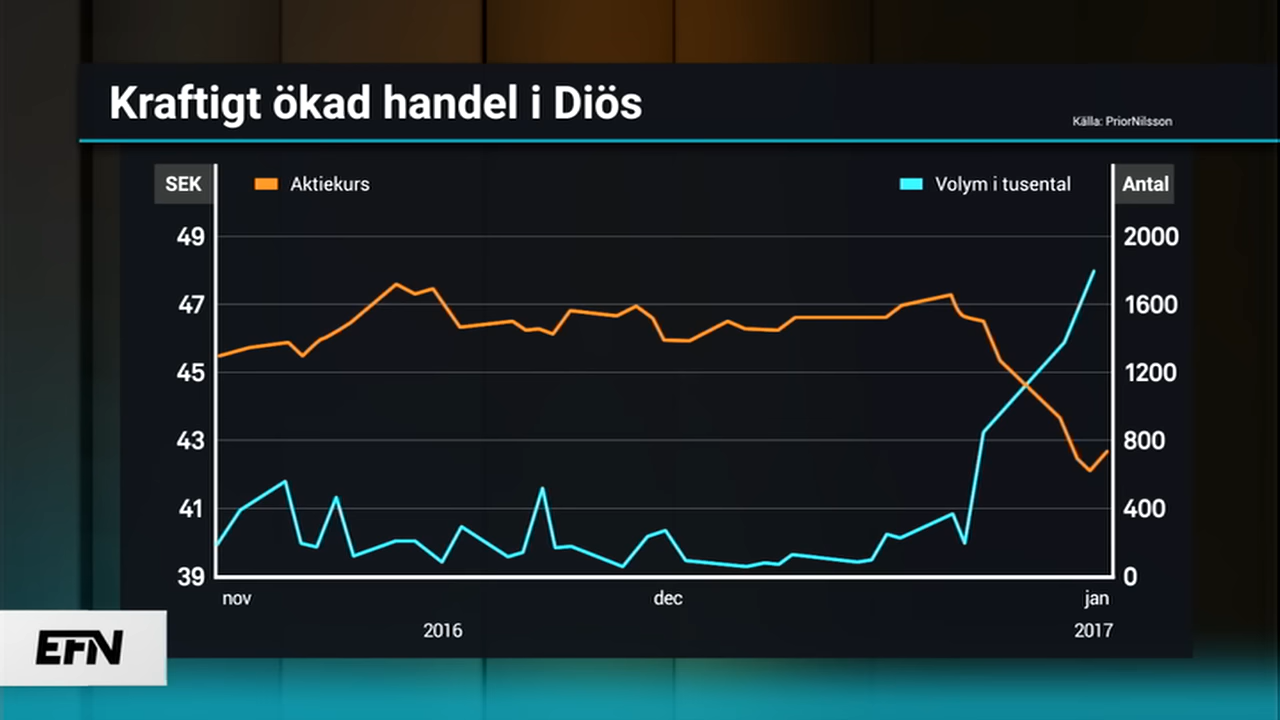 Kraftigt ökad handel i Diös
Källa: PriorNilsson
SEK
Aktiekurs
Volym i tusental
Antal
49
2000
47
1600
45
1200
43
800
41
400
39
0
nov
dec
jan
2016
2017
EFN